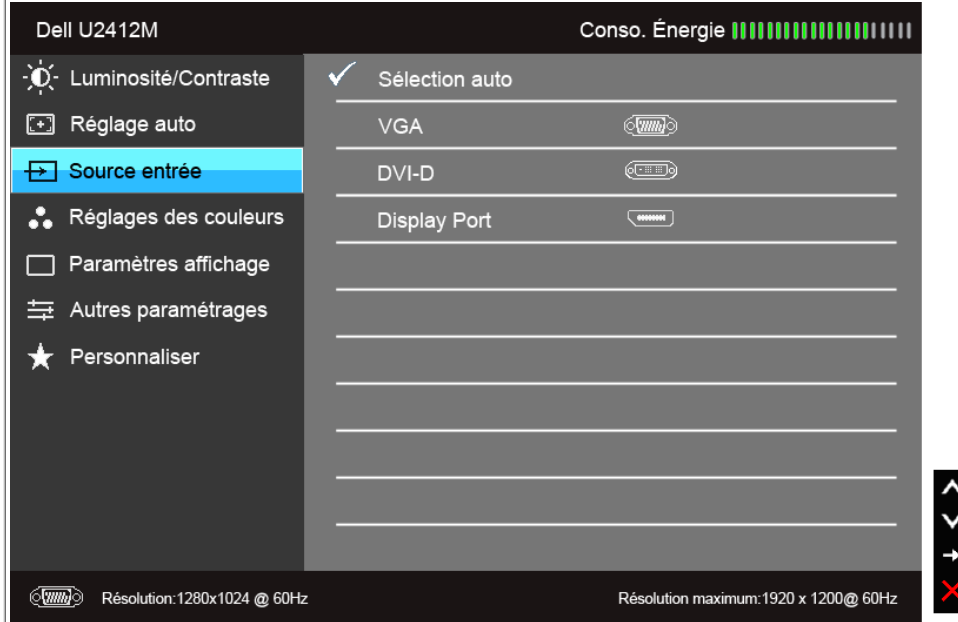 Dell U2412M
Conso. Énergie
Luminosité/Contraste
Réglage auto
Source entrée
Réglages des couleurs
Paramètres affichage
Autres paramétrages
Personnaliser
Sélection auto
VGA
DVI-D
Display Port
Résolution:1280x1024 @ 60Hz
Résolution maximum:1920 x 1200@ 60Hz